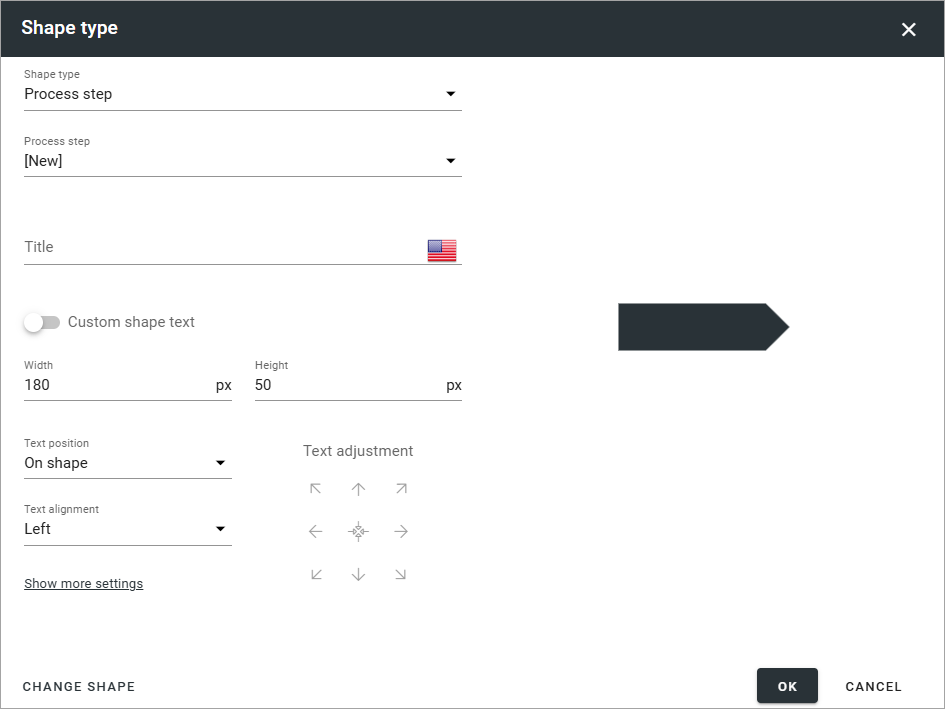 Shape type
Shape type
Process step
Process step
[New]
Title
Custom shape text
Width
180 px
Height
50 px
Text position
On shape
Text adjustment
Text alignment
Left
Show more settings
CHANGE SHAPE
OK
CANCEL